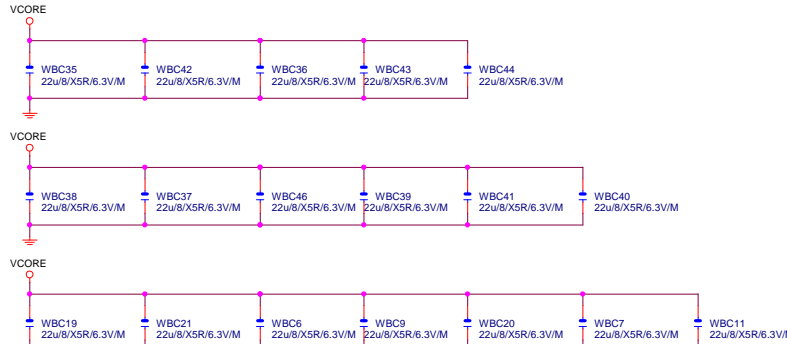 VCORE
WBC35 WBC42 WBC36 WBC43 WBC44
22u/8/X5R/6.3V/M 22u/8/X5R/6.3V/M 22u/8/X5R/6.3V/M 22u/8/X5R/6.3V/M 22u/8/X5R/6.3V/M
VCORE
WBC38 WBC37 WBC46 WBC39 WBC41 WBC40
22u/8/X5R/6.3V/M 22u/8/X5R/6.3V/M 22u/8/X5R/6.3V/M 22u/8/X5R/6.3V/M 22u/8/X5R/6.3V/M 22u/8/X5R/6.3V/M
VCORE
WBC19 WBC21 WBC6 WBC9 WBC20 WBC7 WBC11
22u/8/X5R/6.3V/M 22u/8/X5R/6.3V/M 22u/8/X5R/6.3V/M 22u/8/X5R/6.3V/M 22u/8/X5R/6.3V/M 22u/8/X5R/6.3V/M 22u/8/X5R/6.3V/M